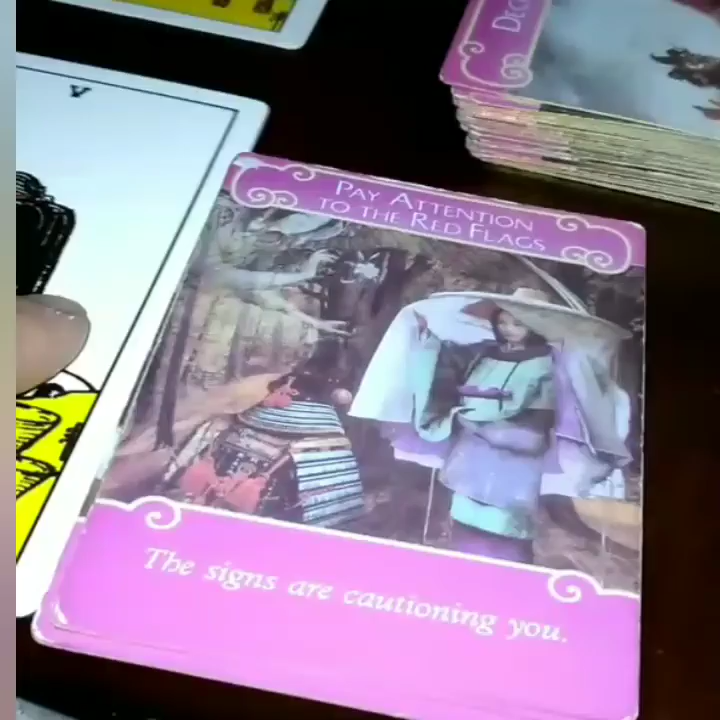 V
PAY ATTENTION
TO THE RED FLAGS
The signs are cautioning you.